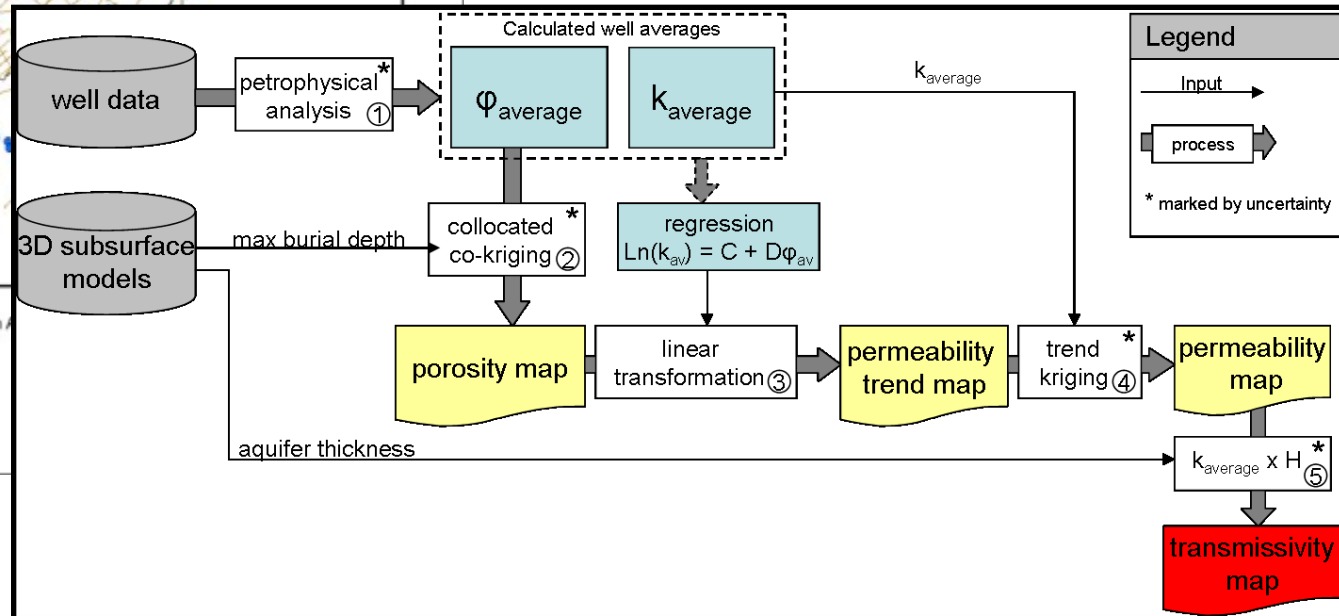 Calculated well averages
Legend
well data
petrophysical*
analysis ①
φaverage
kaverage
kaverage
Input
process
* marked by uncertainty
3D subsurface
models
max burial depth
collocated *
co-kriging ②
regression
Ln(kav) = C + Dφav
porosity map
linear
transformation ③
permeability
trend map
trend *
kriging ④
permeability
map
aquifer thickness
kaverage x H * ⑤
transmissivity
map